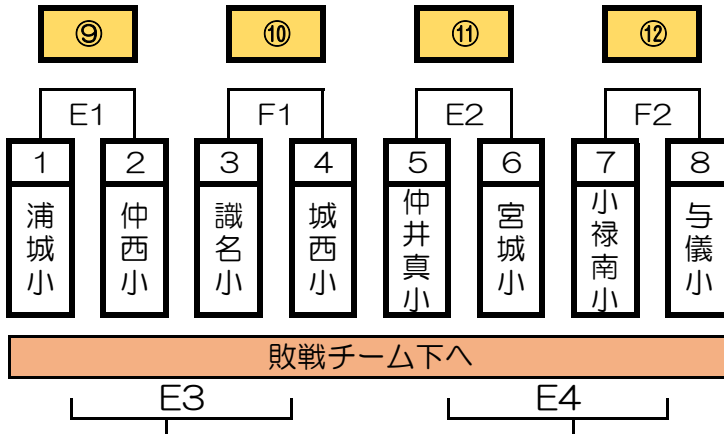 ⑨ ⑩ ⑪ ⑫
E1 F1 E2 F2
1 2 3 4 5 6 7 8
浦城小
仲西小
識名小
城西小
仲井真小
宮城小
小禄南小
与儀小
敗戦チーム下へ
E3 E4